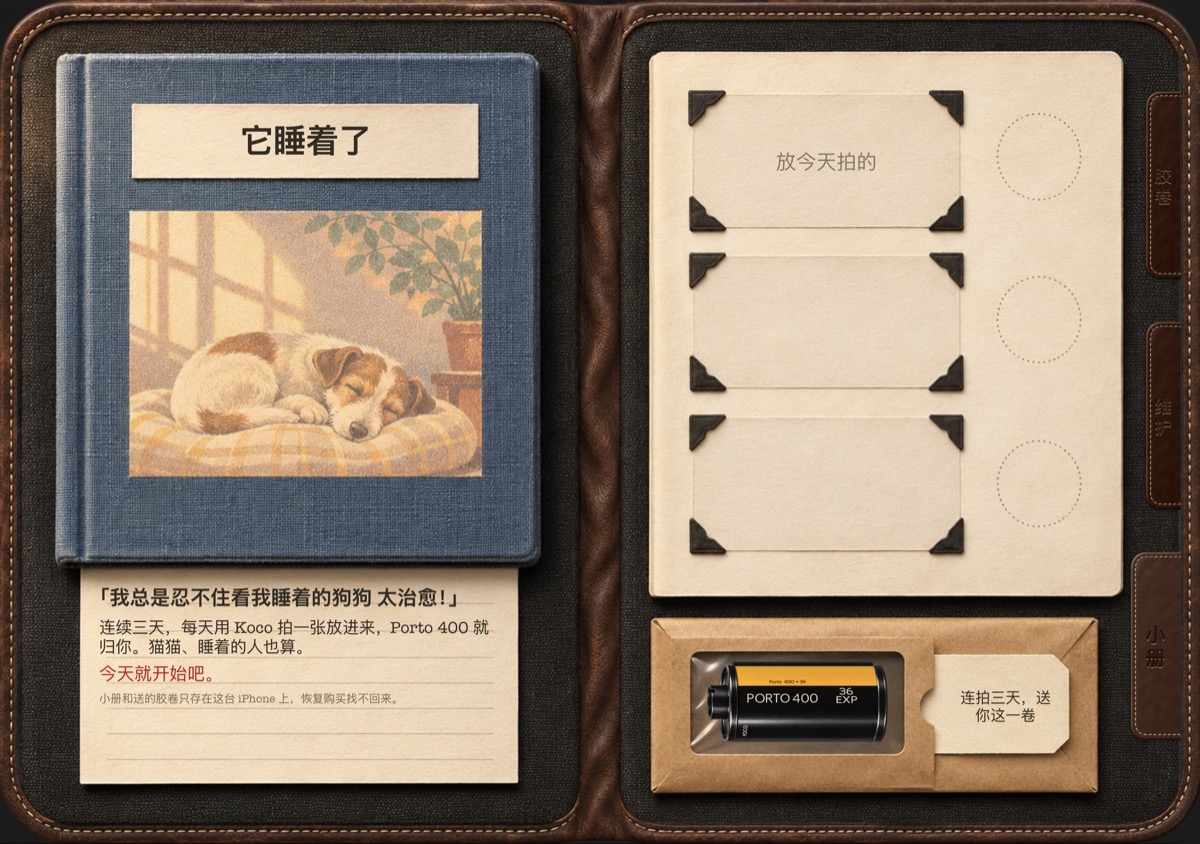 它睡着了
「我总是忍不住看我睡着的狗狗 太治愈！」
连续三天，每天用 Koco 拍一张放进来，Porto 400 就
归你。猫猫、睡着的人也算。
今天就开始吧。
小册和送的胶卷只存在这台 iPhone 上，恢复购买找不回来。
放今天拍的
胶卷
维护
小册
Porto 400 • 36
PORTO 400
36
EXP
KOCO
连拍三天，送
你这一卷